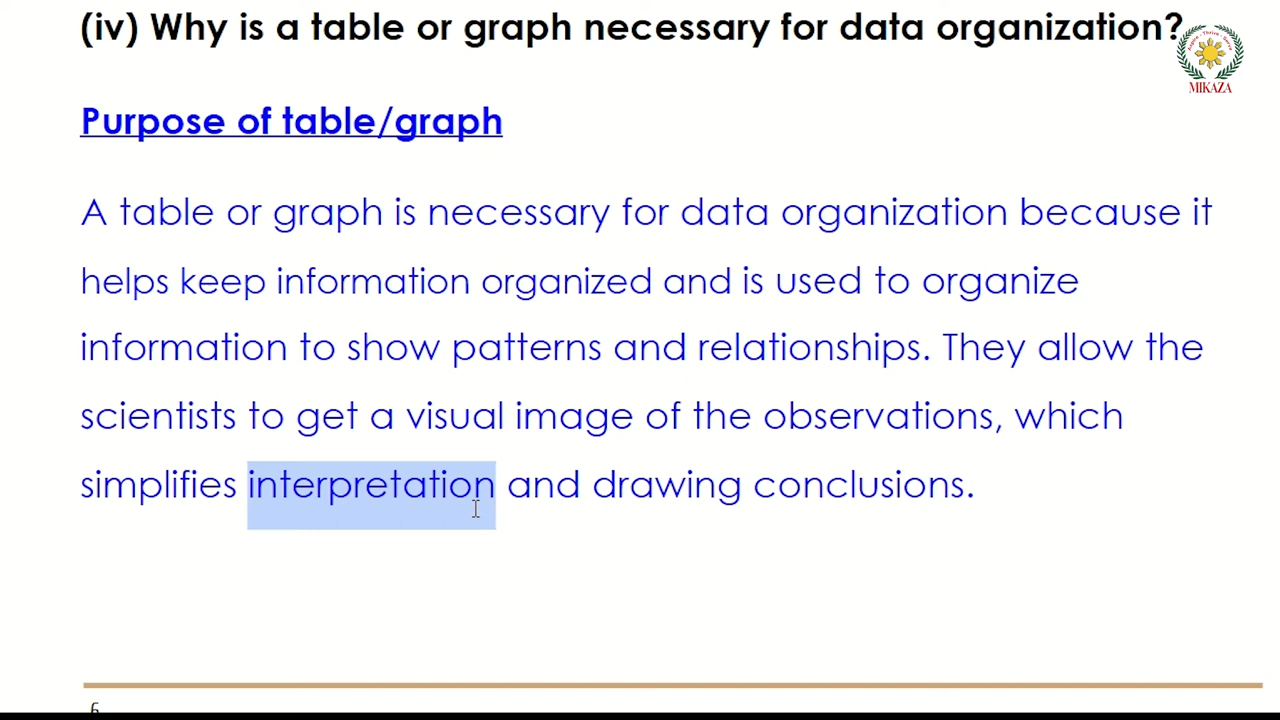 (iv) Why is a table or graph necessary for data organization?
MIKAZA
Purpose of table/graph
A table or graph is necessary for data organization because it
helps keep information organized and is used to organize
information to show patterns and relationships. They allow the
scientists to get a visual image of the observations, which
simplifies interpretation and drawing conclusions.